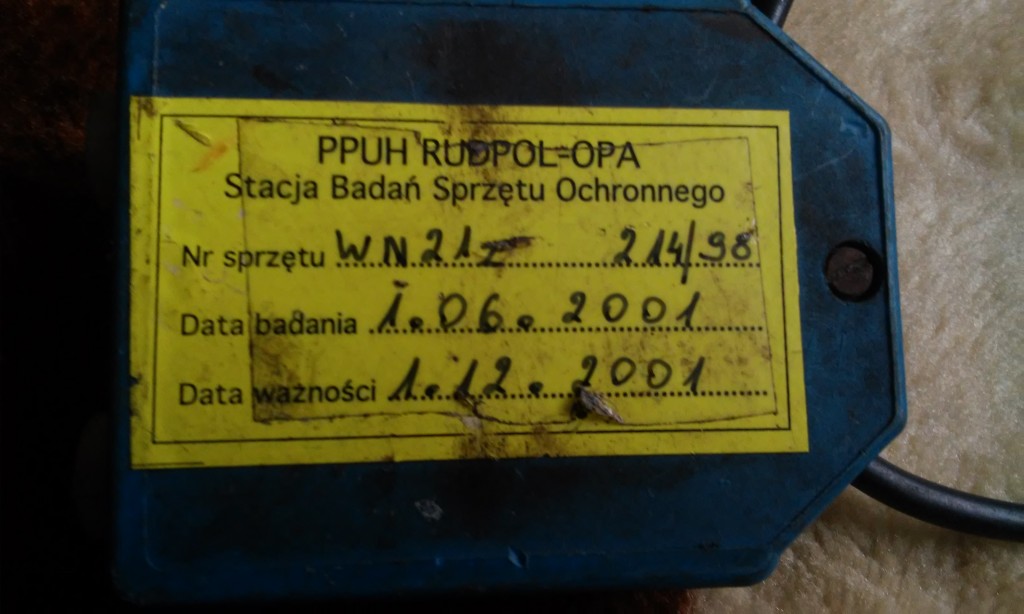 PPUH RUDPOL-OPA
Stacja Badań Sprzętu Ochronnego
Nr sprzętu WN21z 214/98
Data badania 1.06.2001
Data ważności 1.12.2001